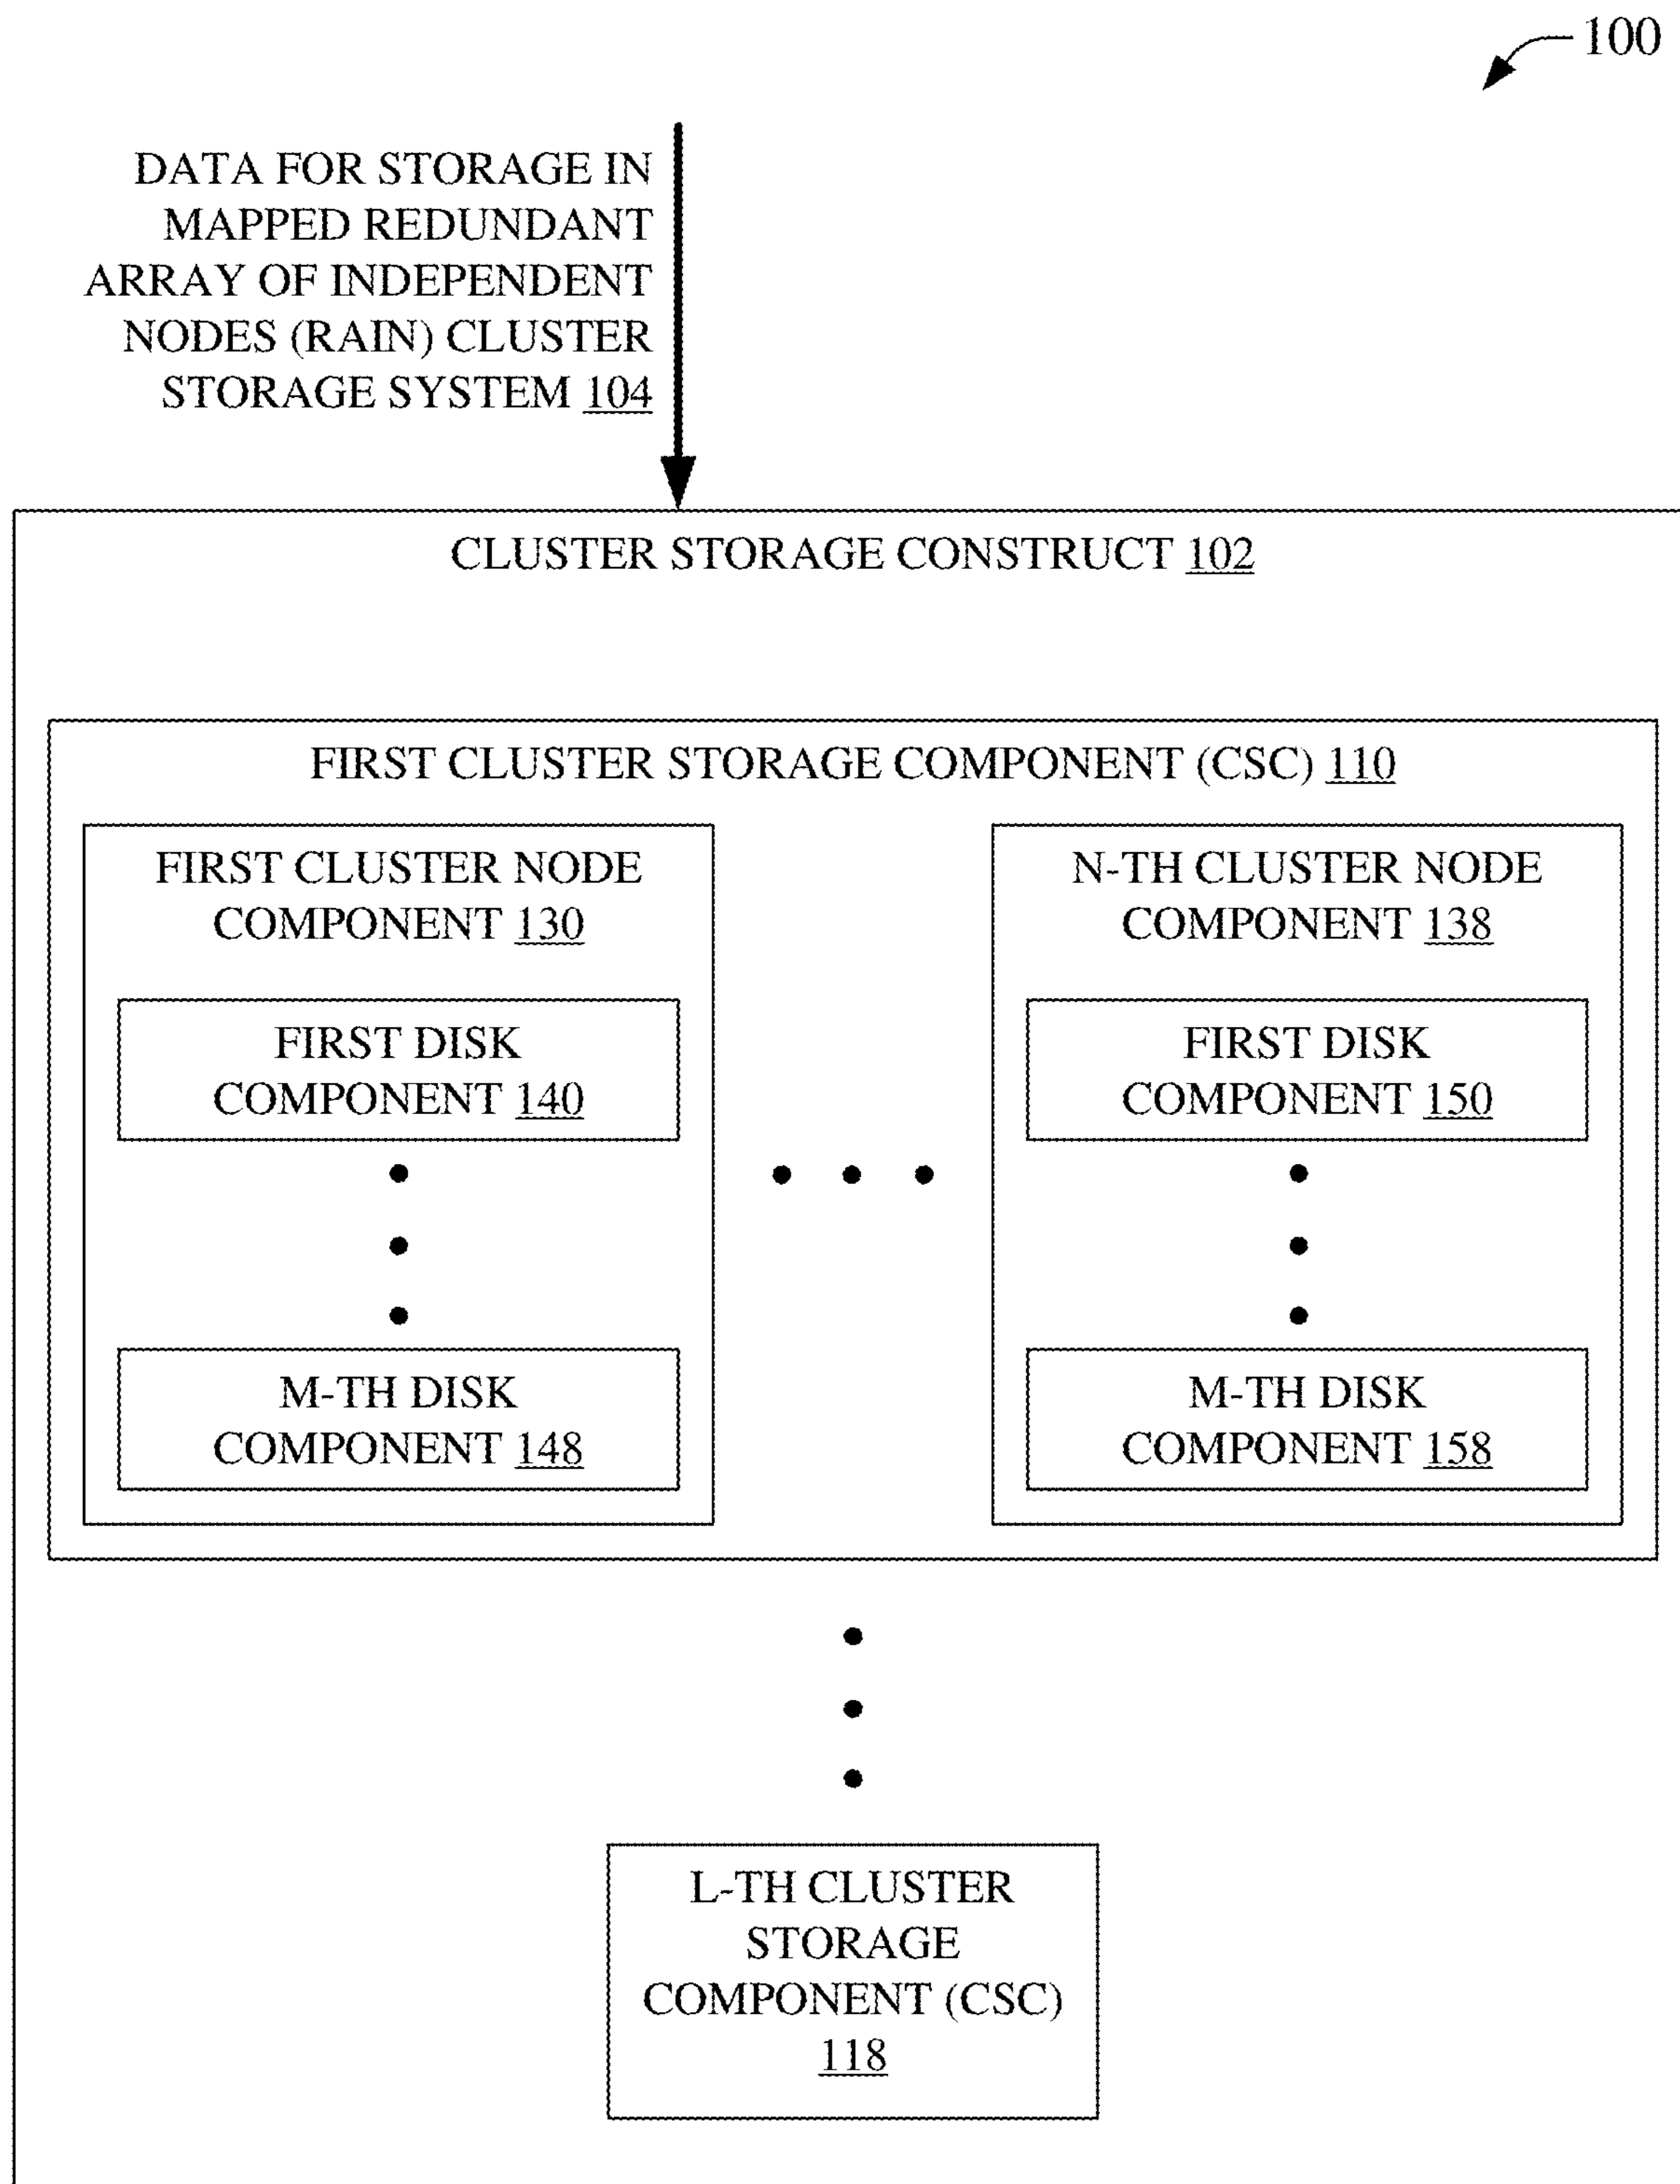 100
DATA FOR STORAGE IN
MAPPED REDUNDANT
ARRAY OF INDEPENDENT
NODES (RAIN) CLUSTER
STORAGE SYSTEM 104
CLUSTER STORAGE CONSTRUCT 102
FIRST CLUSTER STORAGE COMPONENT (CSC) 110
FIRST CLUSTER NODE
COMPONENT 130
FIRST DISK
COMPONENT 140
M-TH DISK
COMPONENT 148
N-TH CLUSTER NODE
COMPONENT 138
FIRST DISK
COMPONENT 150
M-TH DISK
COMPONENT 158
L-TH CLUSTER
STORAGE
COMPONENT (CSC)
118